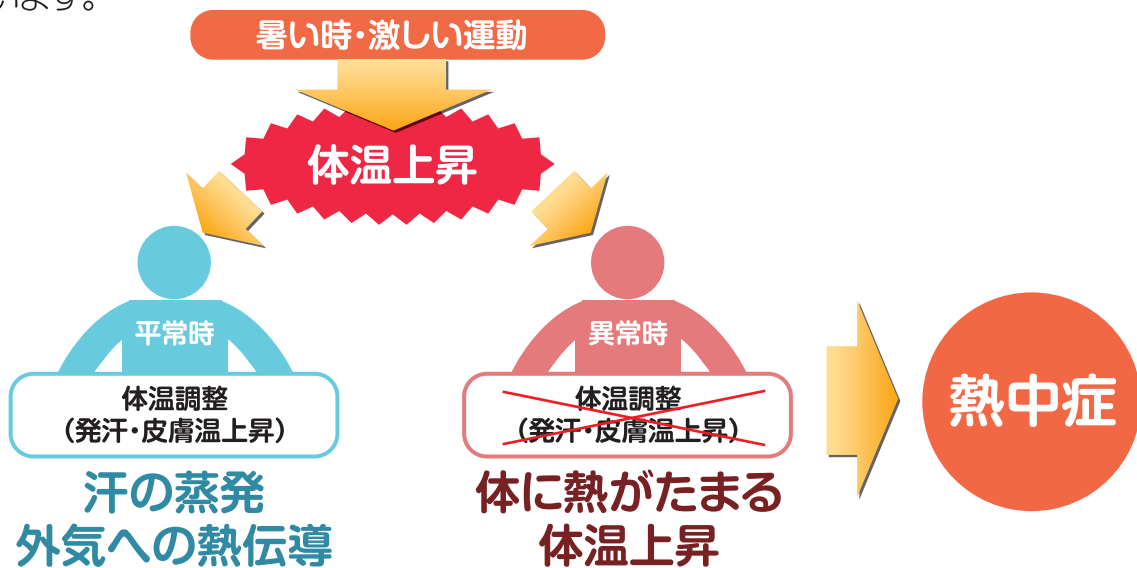 います。
暑い時・激しい運動
体温上昇
平常時
体温調整
（発汗・皮膚温上昇）
汗の蒸発
外気への熱伝導
異常時
体温調整
（発汗・皮膚温上昇）
体に熱がたまる
体温上昇
熱中症